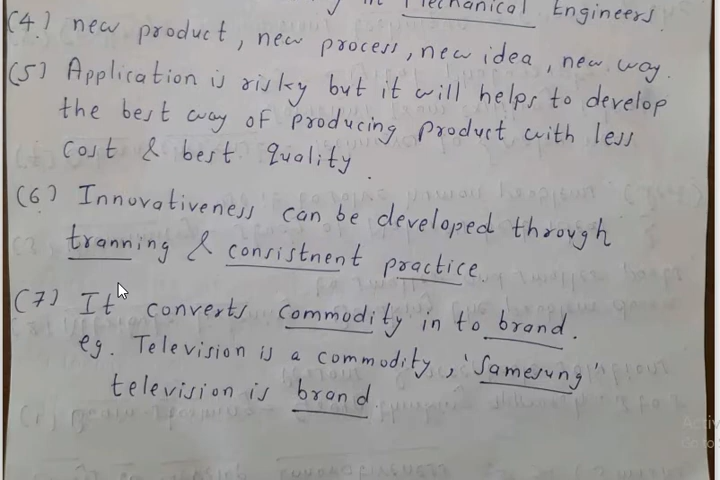 in Mechanical Engineers.
(4) new product, new process, new idea, new way.
(5) Application is risky but it will helps to develop
the best way of producing product with less
cost & best quality.
(6) Innovativeness can be developed through
tranning & consistnent practice.
(7) It converts commodity in to brand.
eg. Television is a commodity, 'Samesung'
television is brand.